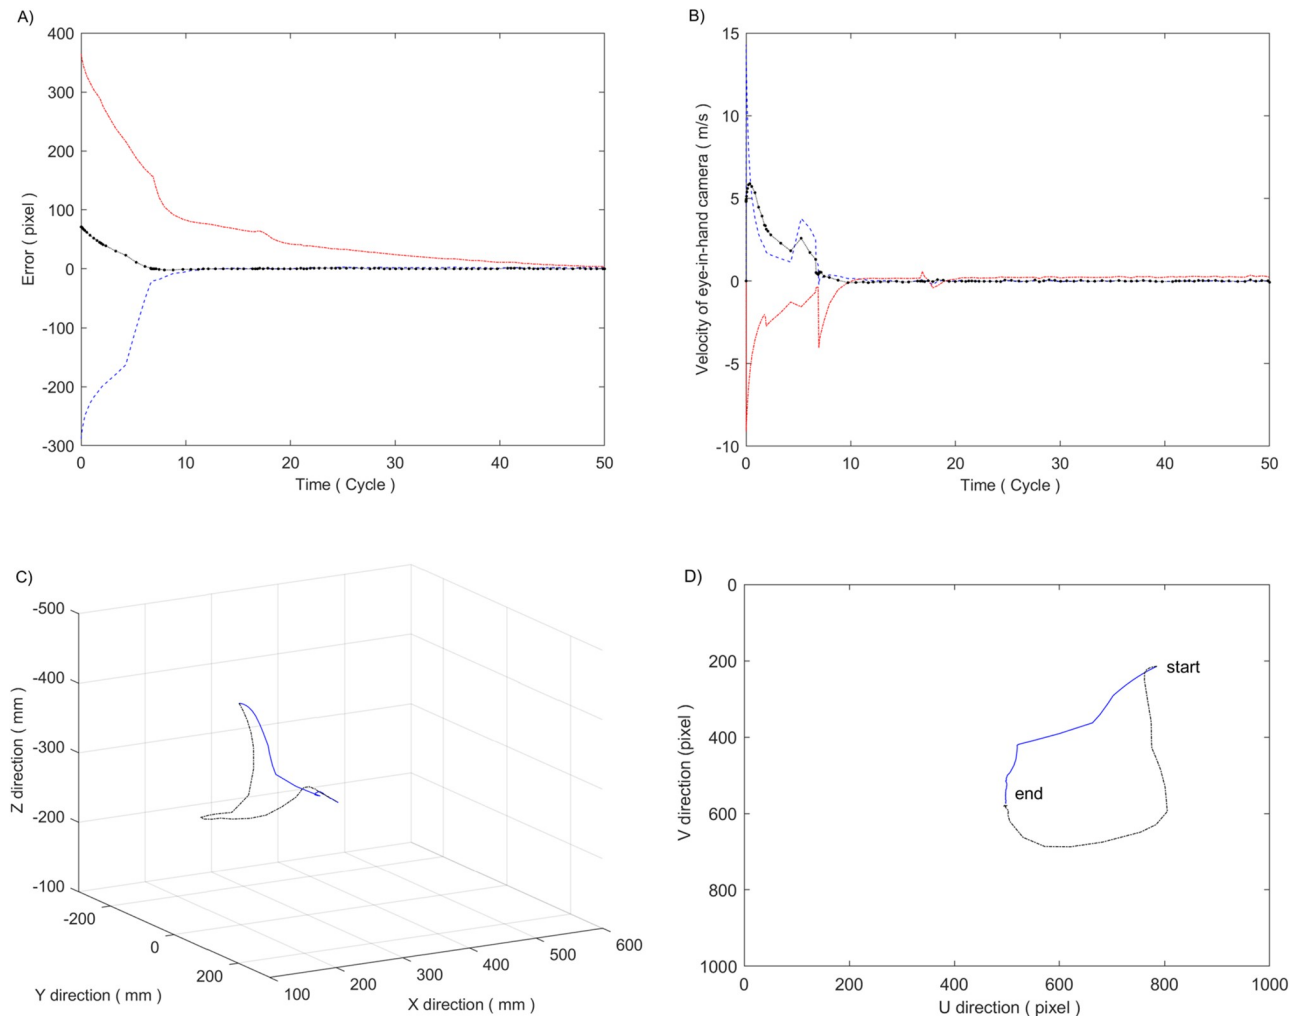 A)
400
300
200
100
0
-100
-200
-300
Error ( pixel )
0 10 20 30 40 50
Time ( Cycle )
B)
15
10
5
0
-5
-10
Velocity of eye-in-hand camera ( m/s )
0 10 20 30 40 50
Time ( Cycle )
C)
-500
-400
-300
-200
-100
Z direction ( mm )
-200
0
200
Y direction ( mm )
100 200 300 400 500 600
X direction ( mm )
D)
0
200
400
600
800
1000
V direction (pixel )
start
end
0 200 400 600 800 1000
U direction ( pixel )